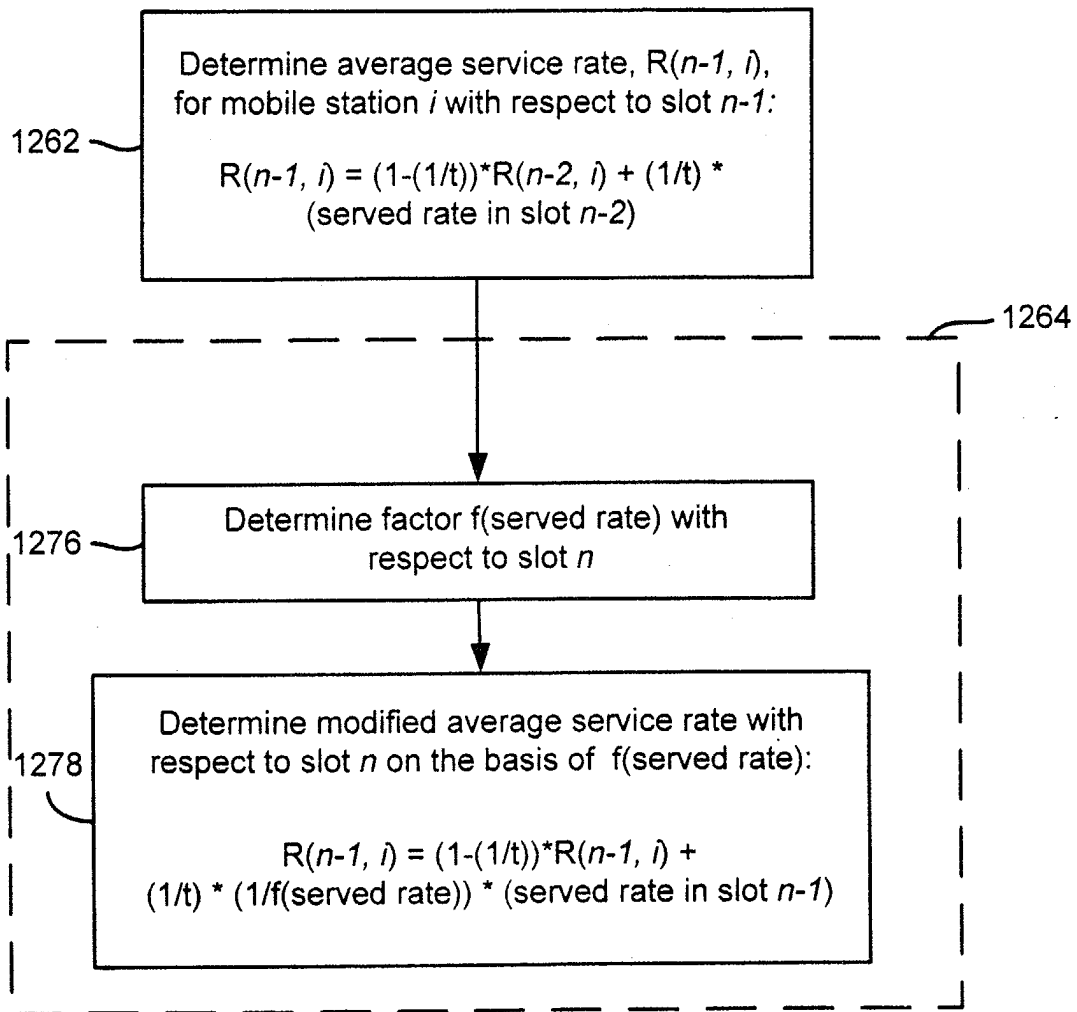 Determine average service rate, R(n-1, i),
for mobile station i with respect to slot n-1:
1262
R(n-1, i) = (1-(1/t))*R(n-2, i) + (1/t) *
(served rate in slot n-2)
1264
Determine factor f(served rate) with
respect to slot n
1276
Determine modified average service rate with
respect to slot n on the basis of f(served rate):
1278
R(n-1, i) = (1-(1/t))*R(n-1, i) +
(1/t) * (1/f(served rate)) * (served rate in slot n-1)